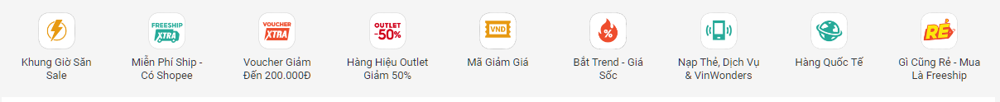 FREESHIP
XTRA
VOUCHER
XTRA
OUTLET
-50%
VND
%
RẺ
Khung Giờ Săn
Sale
Miễn Phí Ship -
Có Shopee
Voucher Giảm
Đến 200.000Đ
Hàng Hiệu Outlet
Giảm 50%
Mã Giảm Giá
Bắt Trend - Giá
Sốc
Nạp Thẻ, Dịch Vụ
& VinWonders
Hàng Quốc Tế
Gì Cũng Rẻ - Mua
Là Freeship